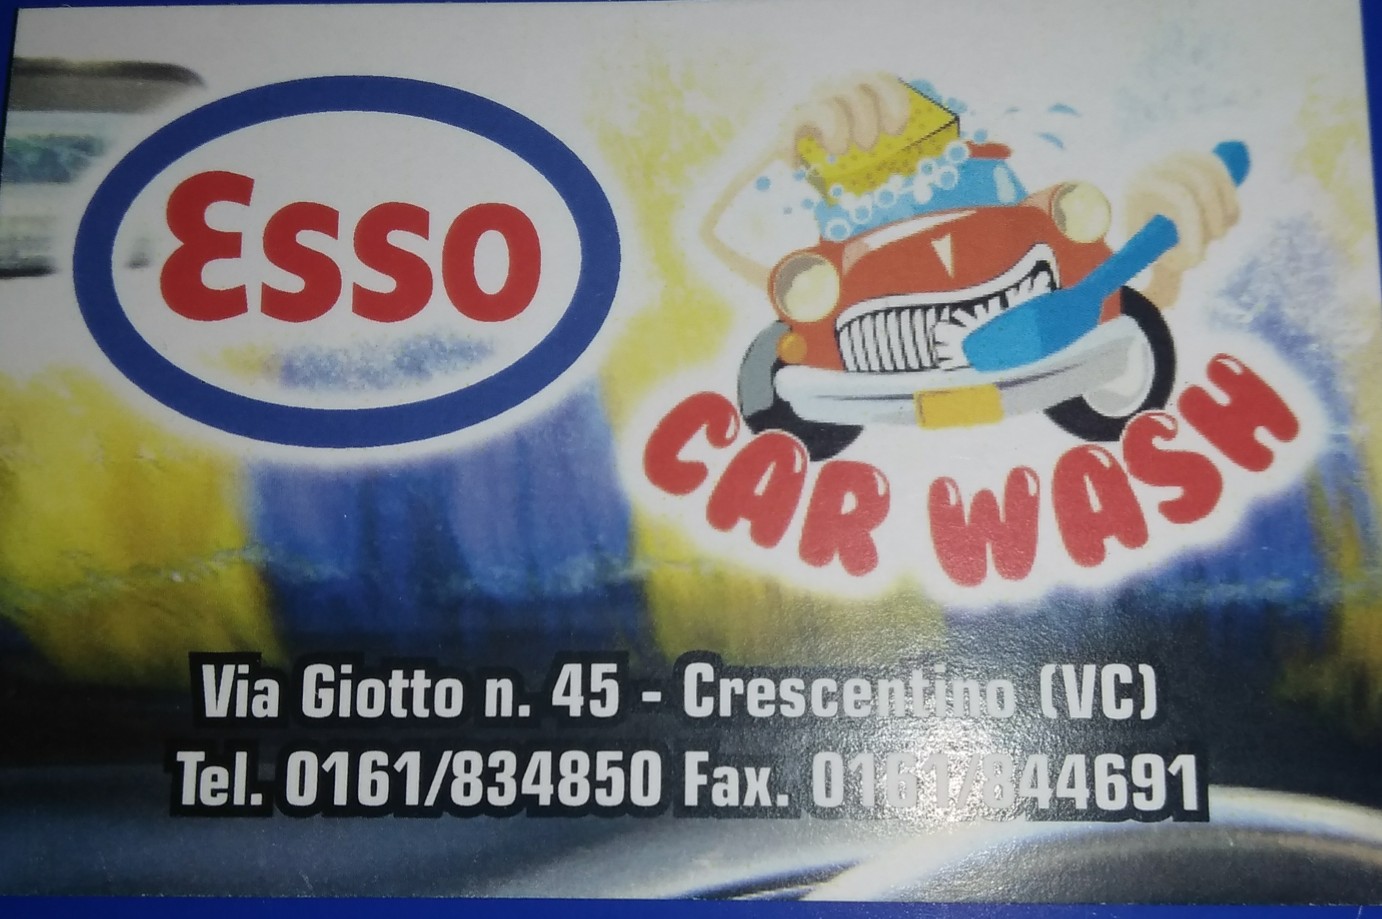 Esso
CAR WASH
Via Giotto n. 45 - Crescentino (VC)
Tel. 0161/834850 Fax. 0161/844691